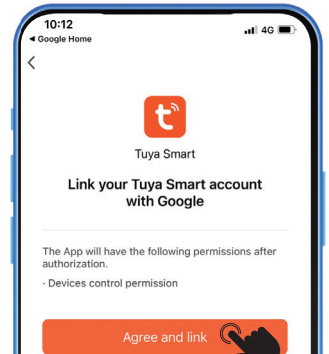 10:12
4G
◀ Google Home
Tuya Smart
Link your Tuya Smart account
with Google
The App will have the following permissions after
authorization.
· Devices control permission
Agree and link